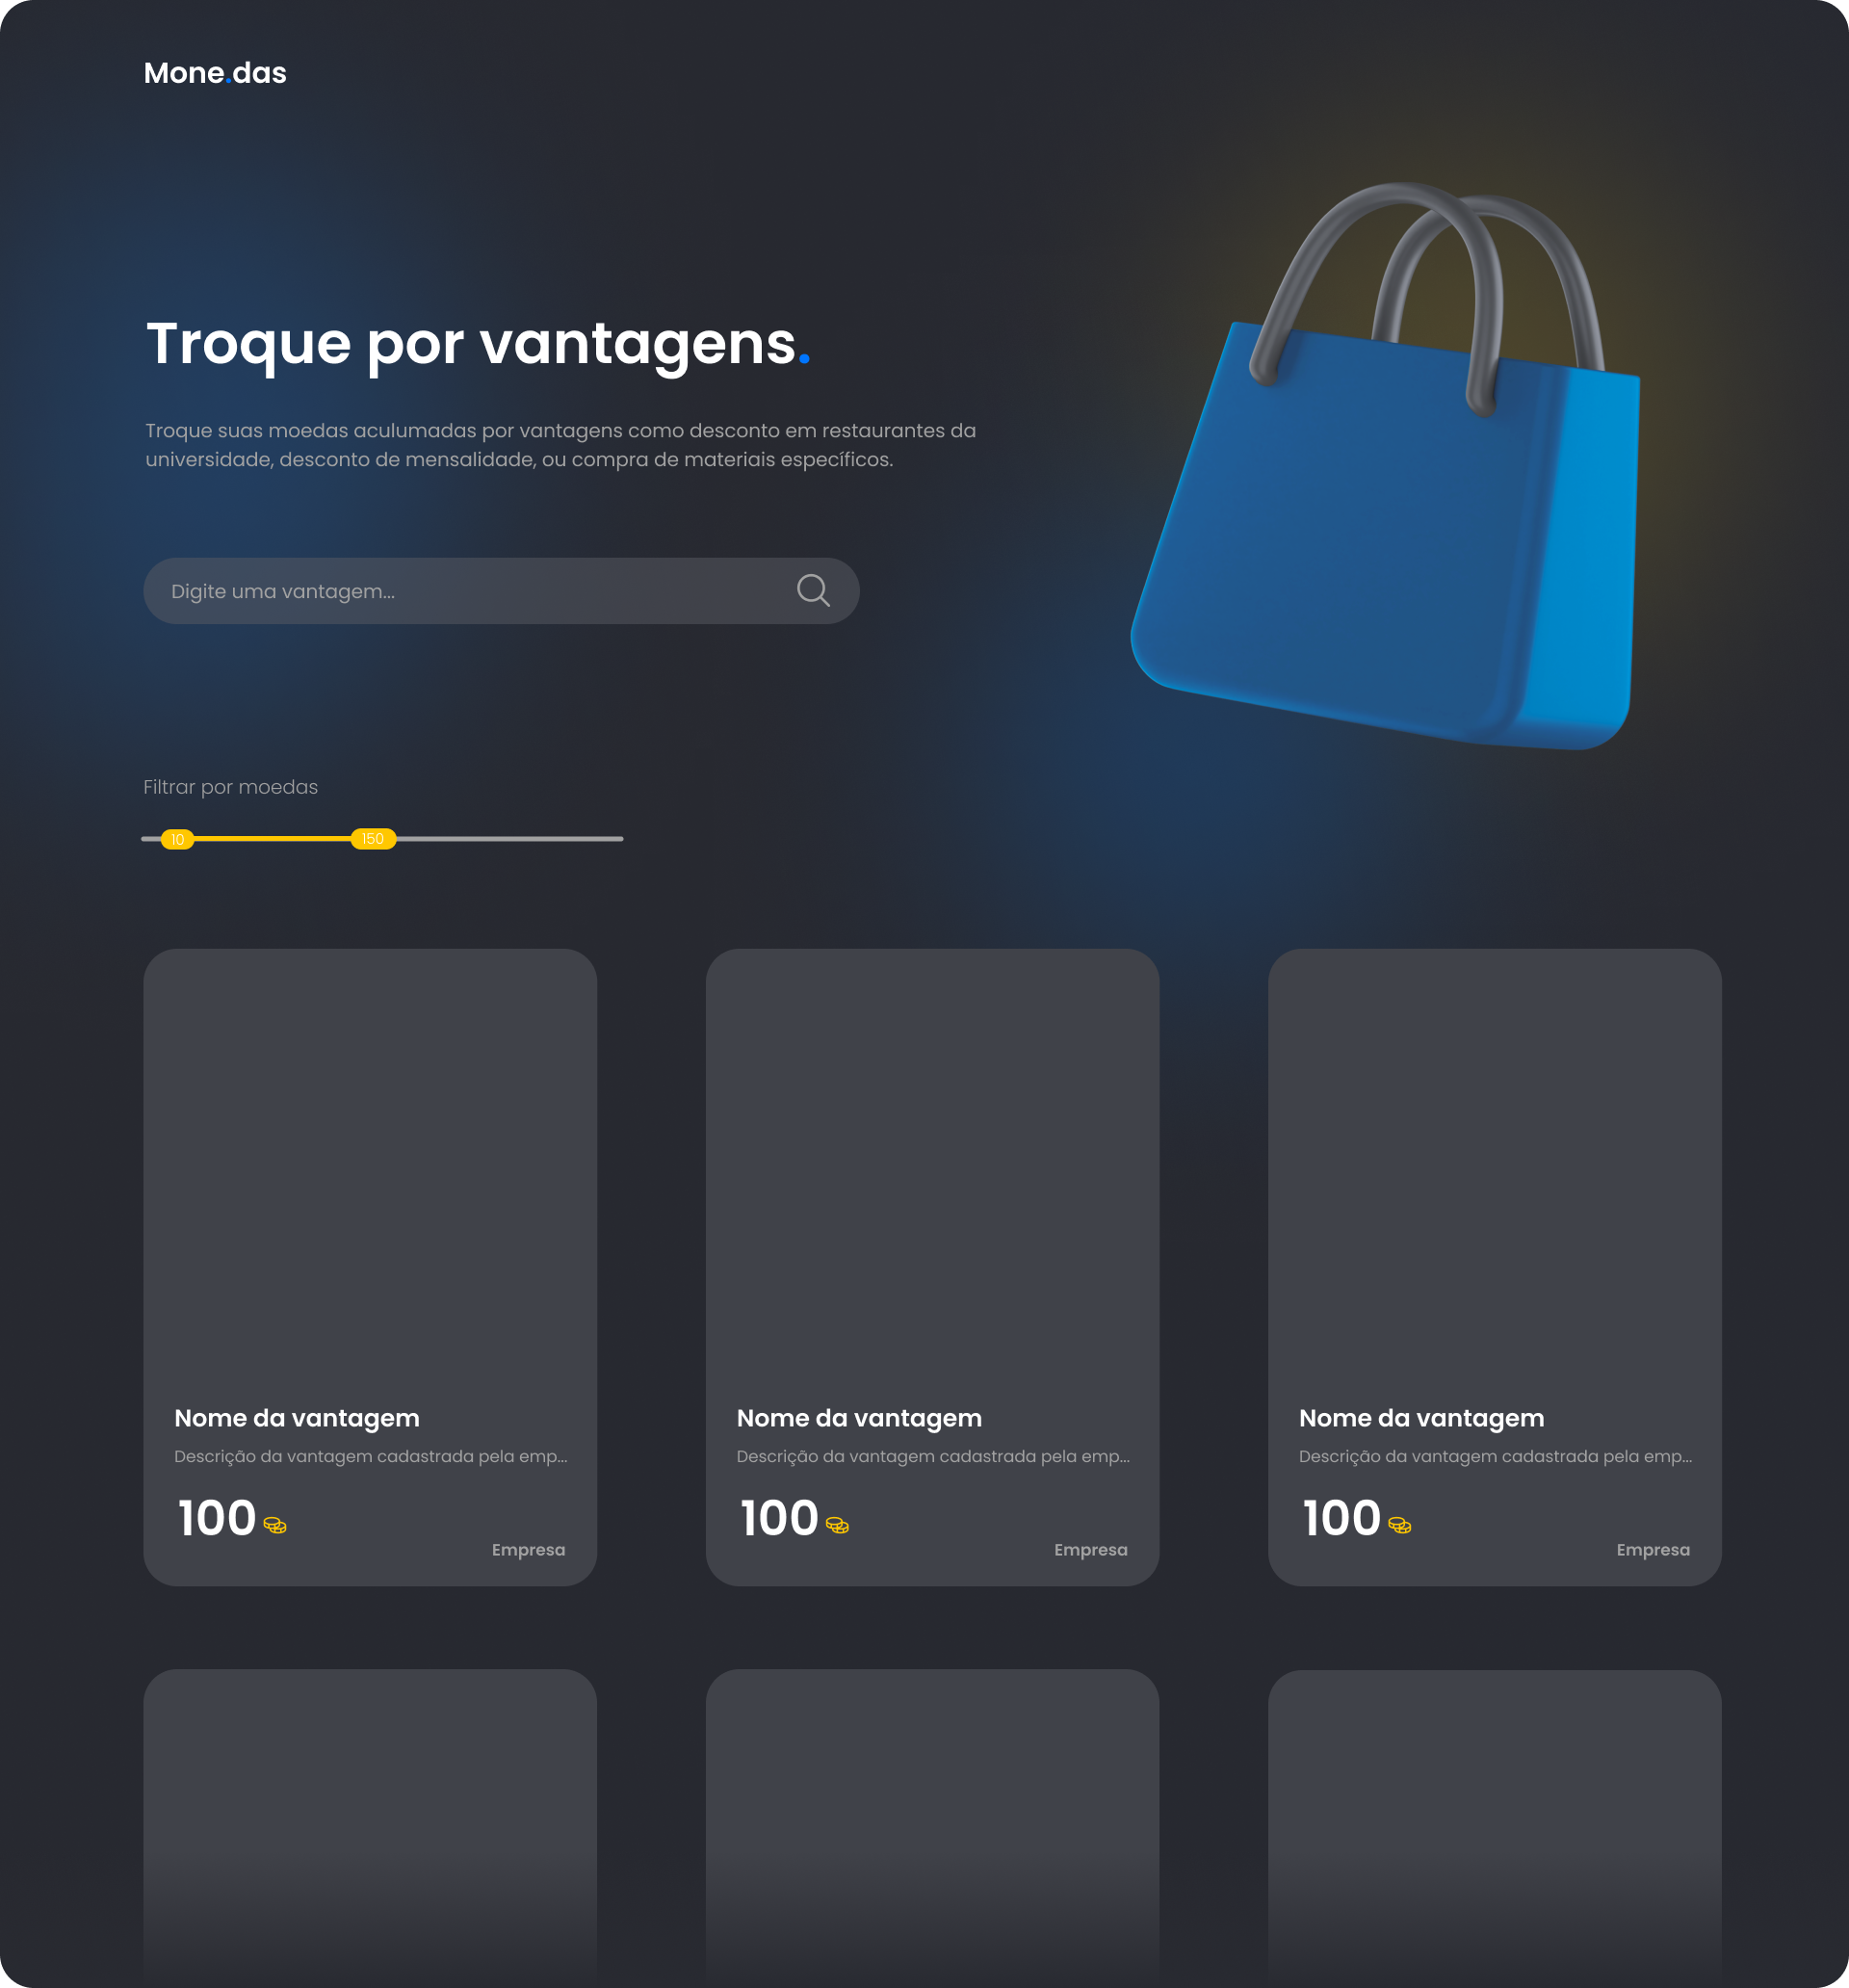 Mone.das
Troque por vantagens.
Troque suas moedas aculumadas por vantagens como desconto em restaurantes da
universidade, desconto de mensalidade, ou compra de materiais específicos.
Digite uma vantagem...
Filtrar por moedas
10 150
Nome da vantagem
Descrição da vantagem cadastrada pela emp...
100
Empresa
Nome da vantagem
Descrição da vantagem cadastrada pela emp...
100
Empresa
Nome da vantagem
Descrição da vantagem cadastrada pela emp...
100
Empresa